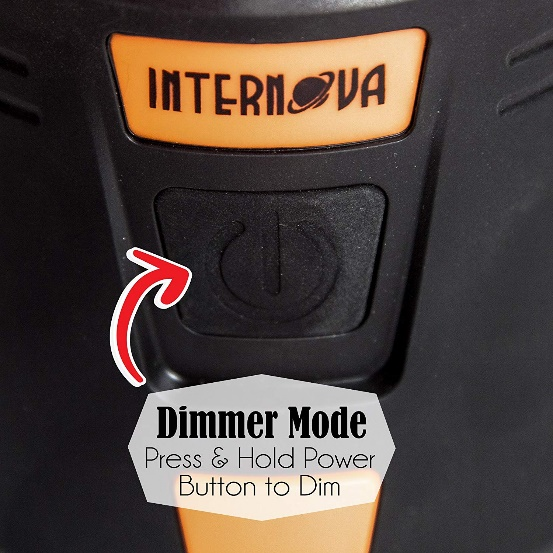 INTERNOVA
Dimmer Mode
Press & Hold Power
Button to Dim